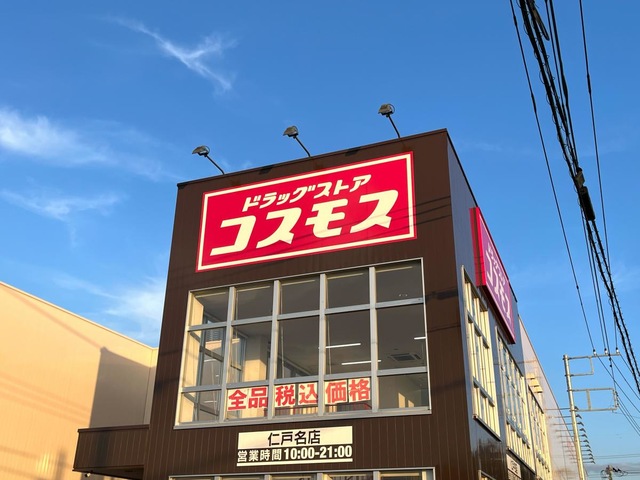 ドラッグストア
コスモス
全品税込価格
仁戸名店
営業時間10:00-21:00